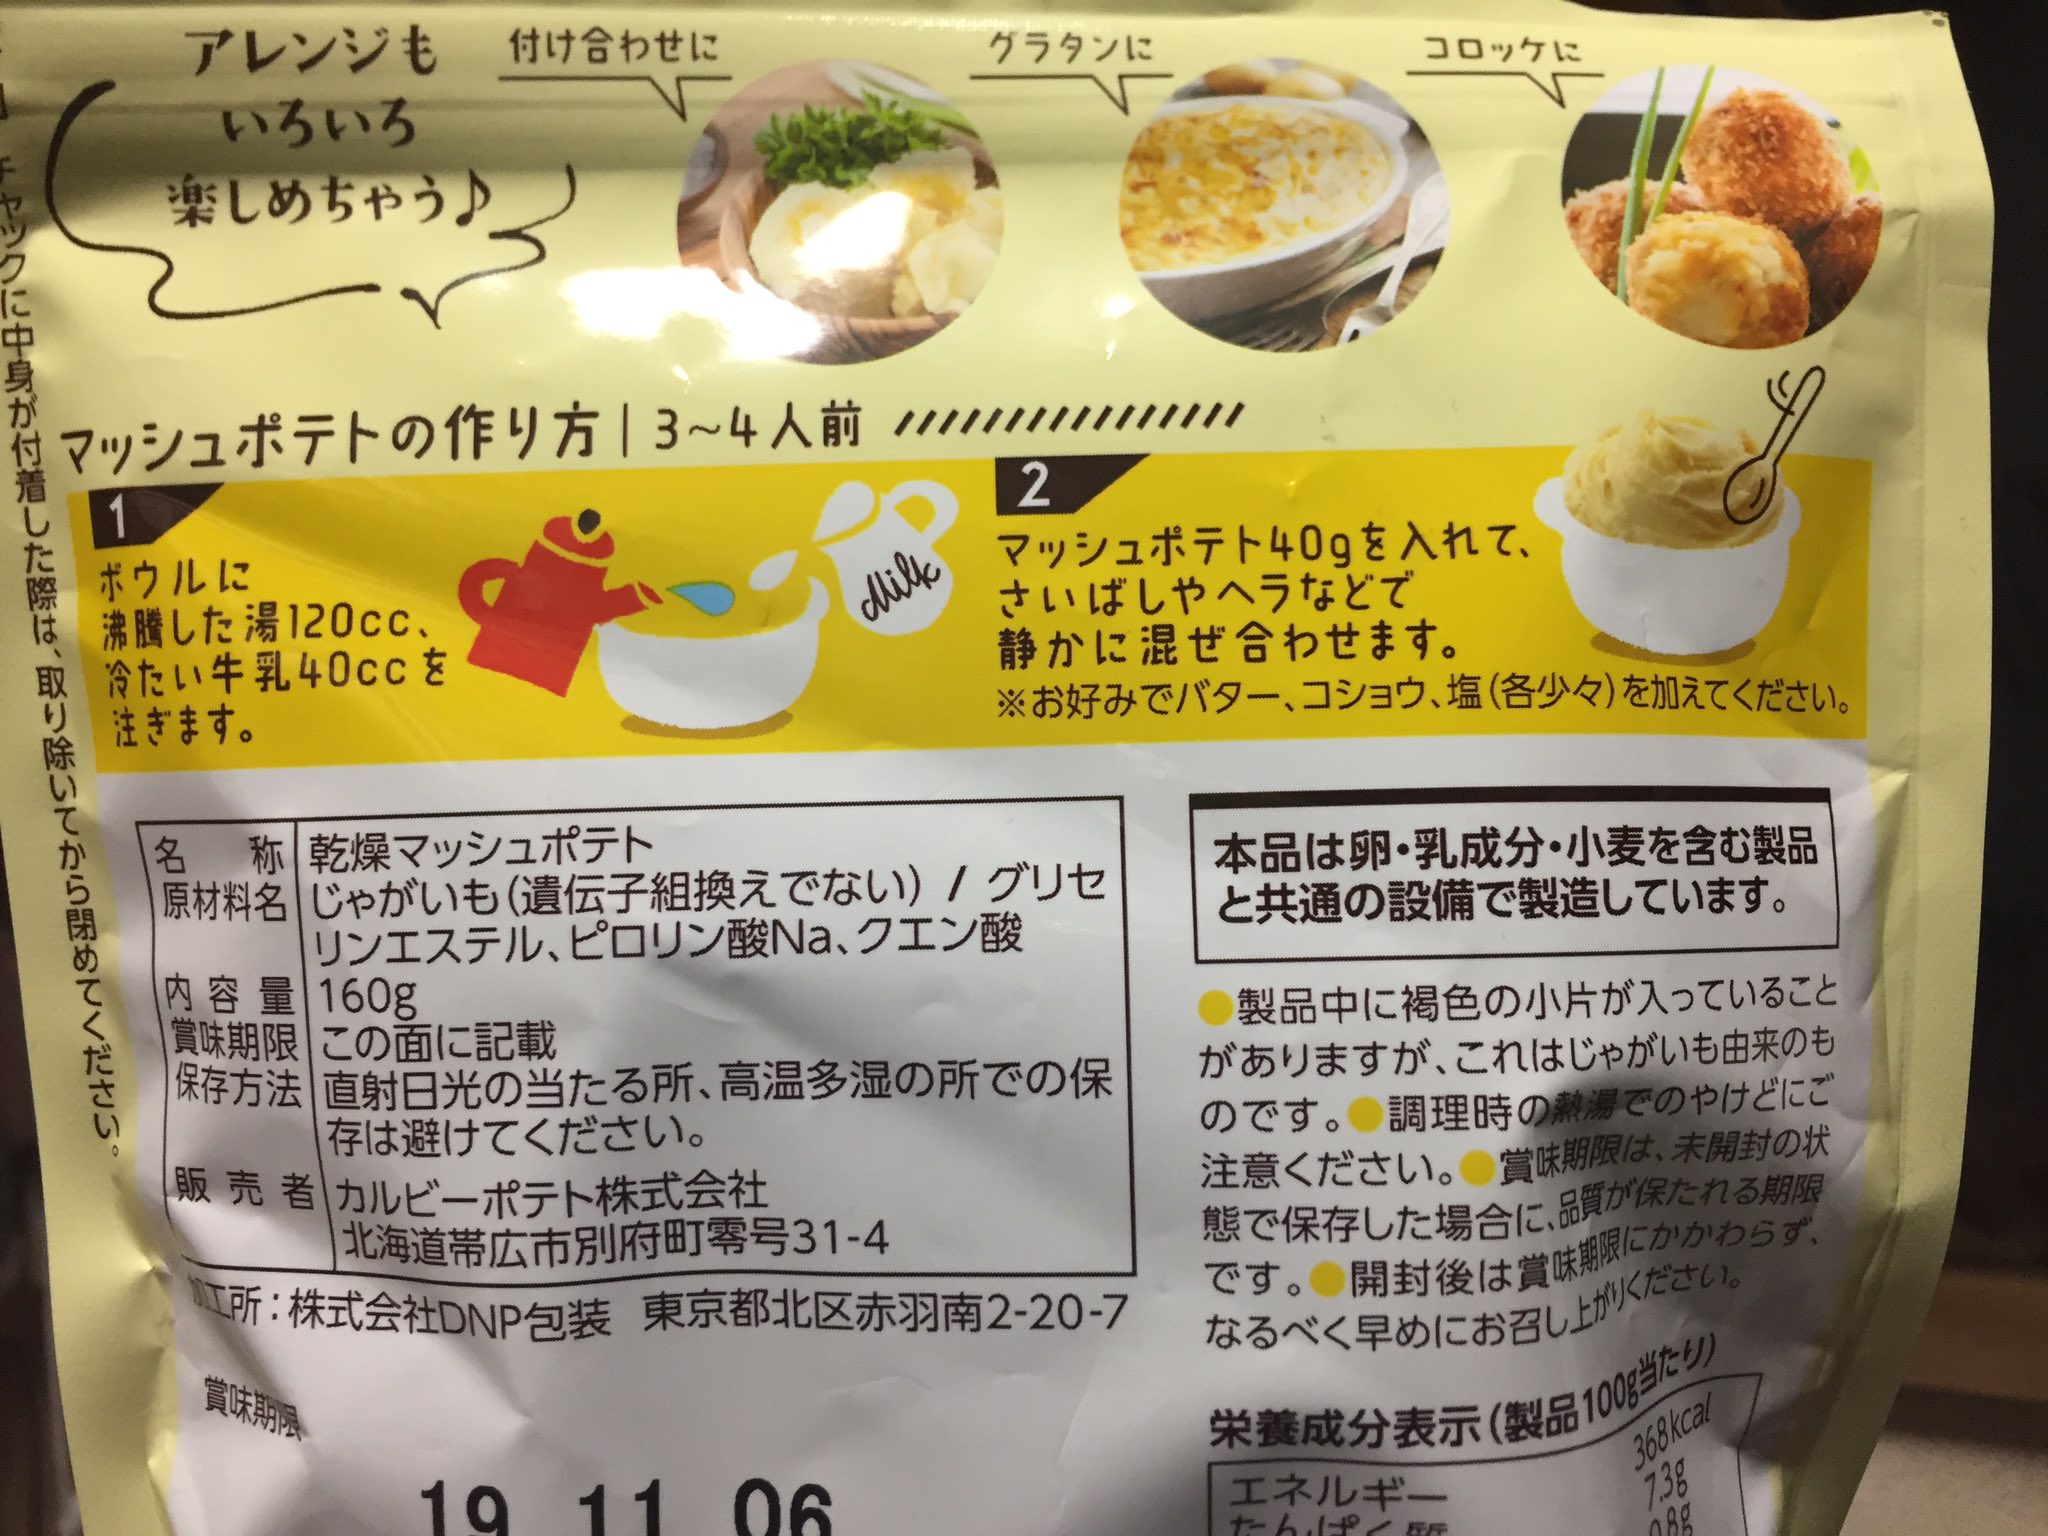 アレンジも
いろいろ
楽しめちゃう♪
付け合わせに
グラタンに
コロッケに
チャックに中身が付着した際は、取り除いてから閉めてください。
マッシュポテトの作り方|3~4人前
1
ボウルに
沸騰した湯120cc、
冷たい牛乳40ccを
注ぎます。
Milk
2
マッシュポテト40gを入れて、
さいばしやヘラなどで
静かに混ぜ合わせます。
※お好みでバター、コショウ、塩(各少々)を加えてください。
名称 乾燥マッシュポテト
原材料名 じゃがいも(遺伝子組換えでない) / グリセ
リンエステル、ピロリン酸Na、クエン酸
内容量 160g
賞味期限 この面に記載
保存方法 直射日光の当たる所、高温多湿の所での保
存は避けてください。
販売者 カルビーポテト株式会社
北海道帯広市別府町零号31-4
加工所:株式会社DNP包装 東京都北区赤羽南2-20-7
賞味期限
19 11 06
本品は卵・乳成分・小麦を含む製品
と共通の設備で製造しています。
●製品中に褐色の小片が入っていること
がありますが、これはじゃがいも由来のも
のです。●調理時の熱湯でのやけどにご
注意ください。●賞味期限は、未開封の状
態で保存した場合に、品質が保たれる期限
です。●開封後は賞味期限にかかわらず、
なるべく早めにお召し上がりください。
栄養成分表示(製品100g当たり)
エネルギー 368kcal
たんぱく質 7.3g
0.8g